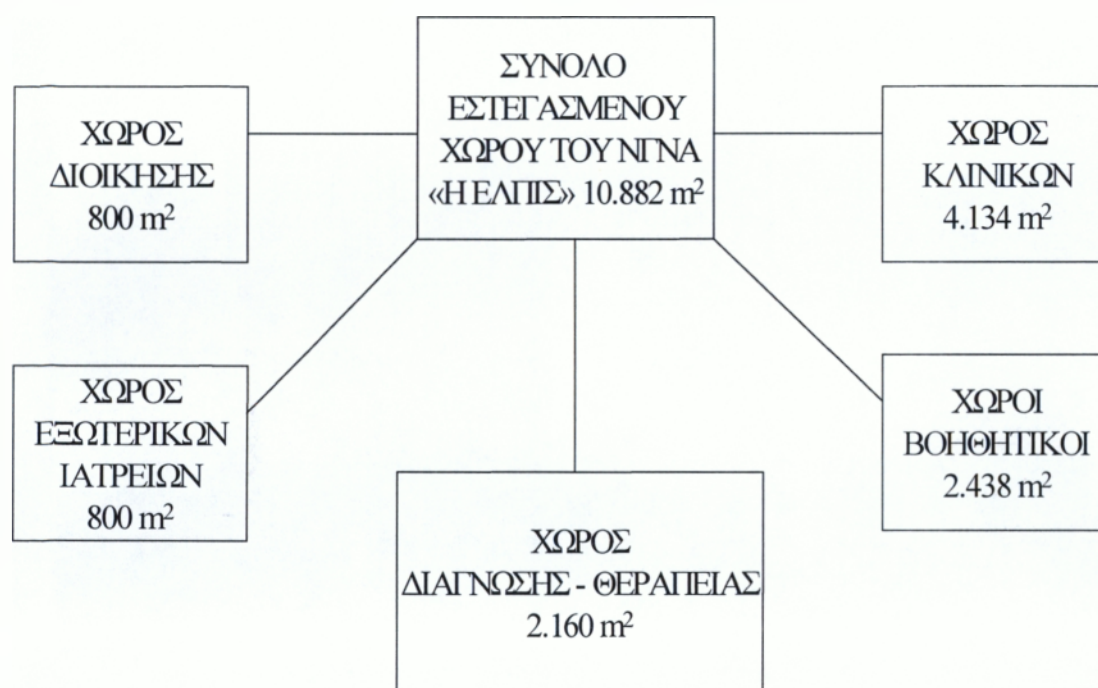 ΣΥΝΟΛΟ
ΕΣΤΕΓΑΣΜΕΝΟΥ
ΧΩΡΟΥ ΤΟΥ ΝΓΝΑ
«Η ΕΛΠΙΣ» 10.882 m²
ΧΩΡΟΣ
ΔΙΟΙΚΗΣΗΣ
800 m²
ΧΩΡΟΣ
ΚΛΙΝΙΚΩΝ
4.134 m²
ΧΩΡΟΣ
ΕΞΩΤΕΡΙΚΩΝ
ΙΑΤΡΕΙΩΝ
800 m²
ΧΩΡΟΙ
ΒΟΗΘΗΤΙΚΟΙ
2.438 m²
ΧΩΡΟΣ
ΔΙΑΓΝΩΣΗΣ - ΘΕΡΑΠΕΙΑΣ
2.160 m²